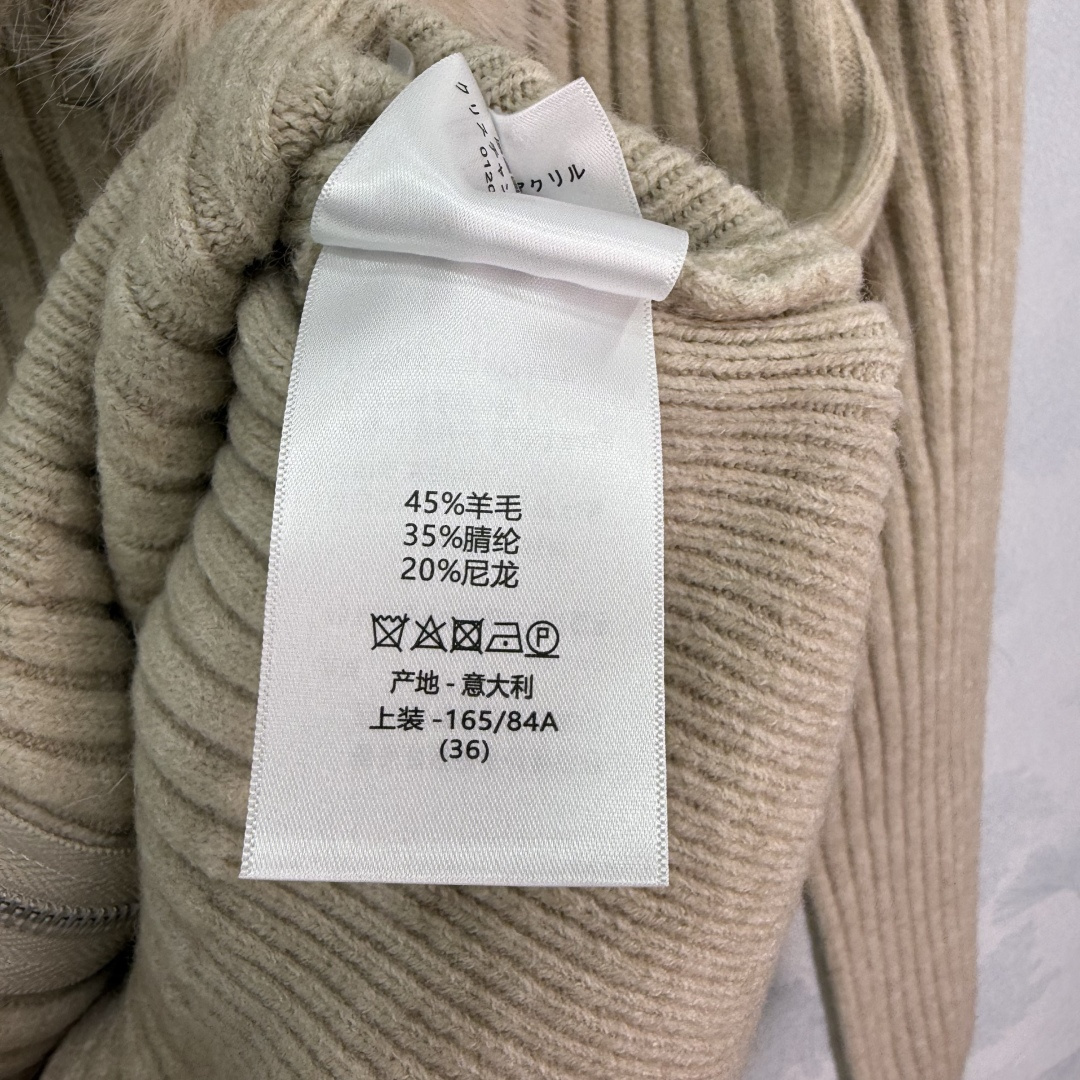 アクリル
45%羊毛
35%腈纶
20%尼龙
产地 - 意大利
上装 -165/84A
(36)